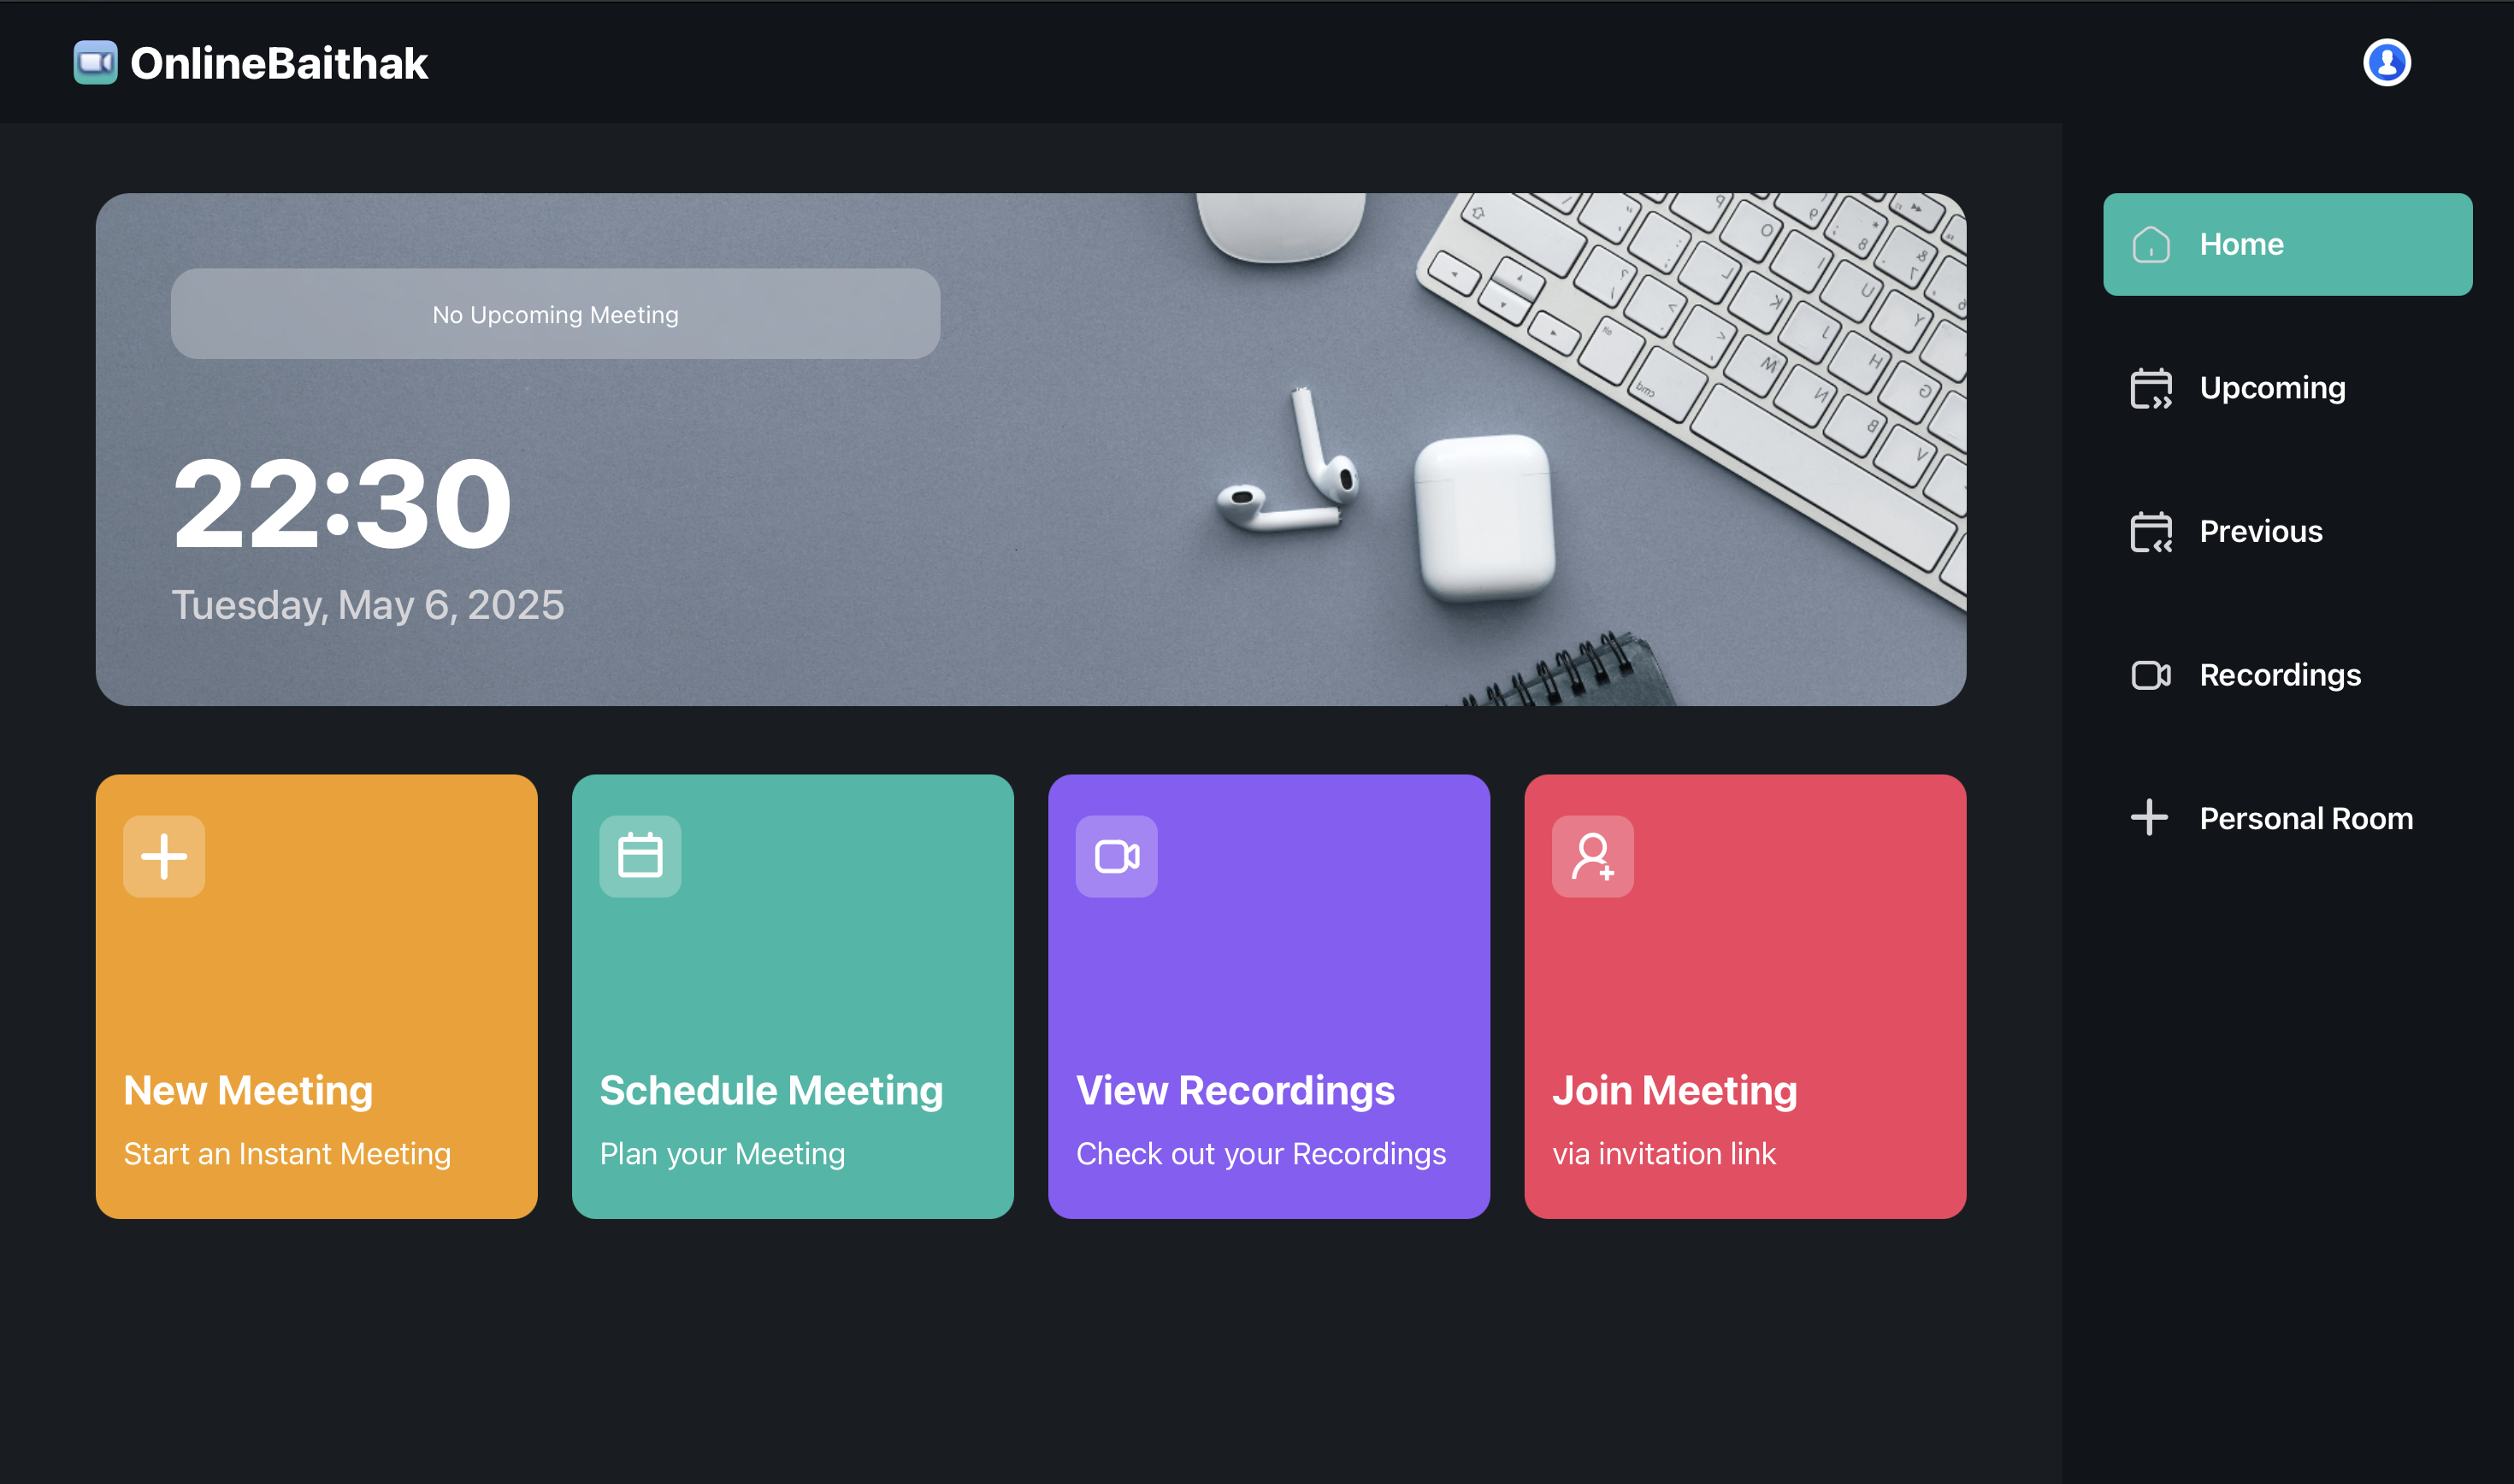 OnlineBaithak
No Upcoming Meeting
22:30
Tuesday, May 6, 2025
New Meeting
Start an Instant Meeting
Schedule Meeting
Plan your Meeting
View Recordings
Check out your Recordings
Join Meeting
via invitation link
Home
Upcoming
Previous
Recordings
Personal Room